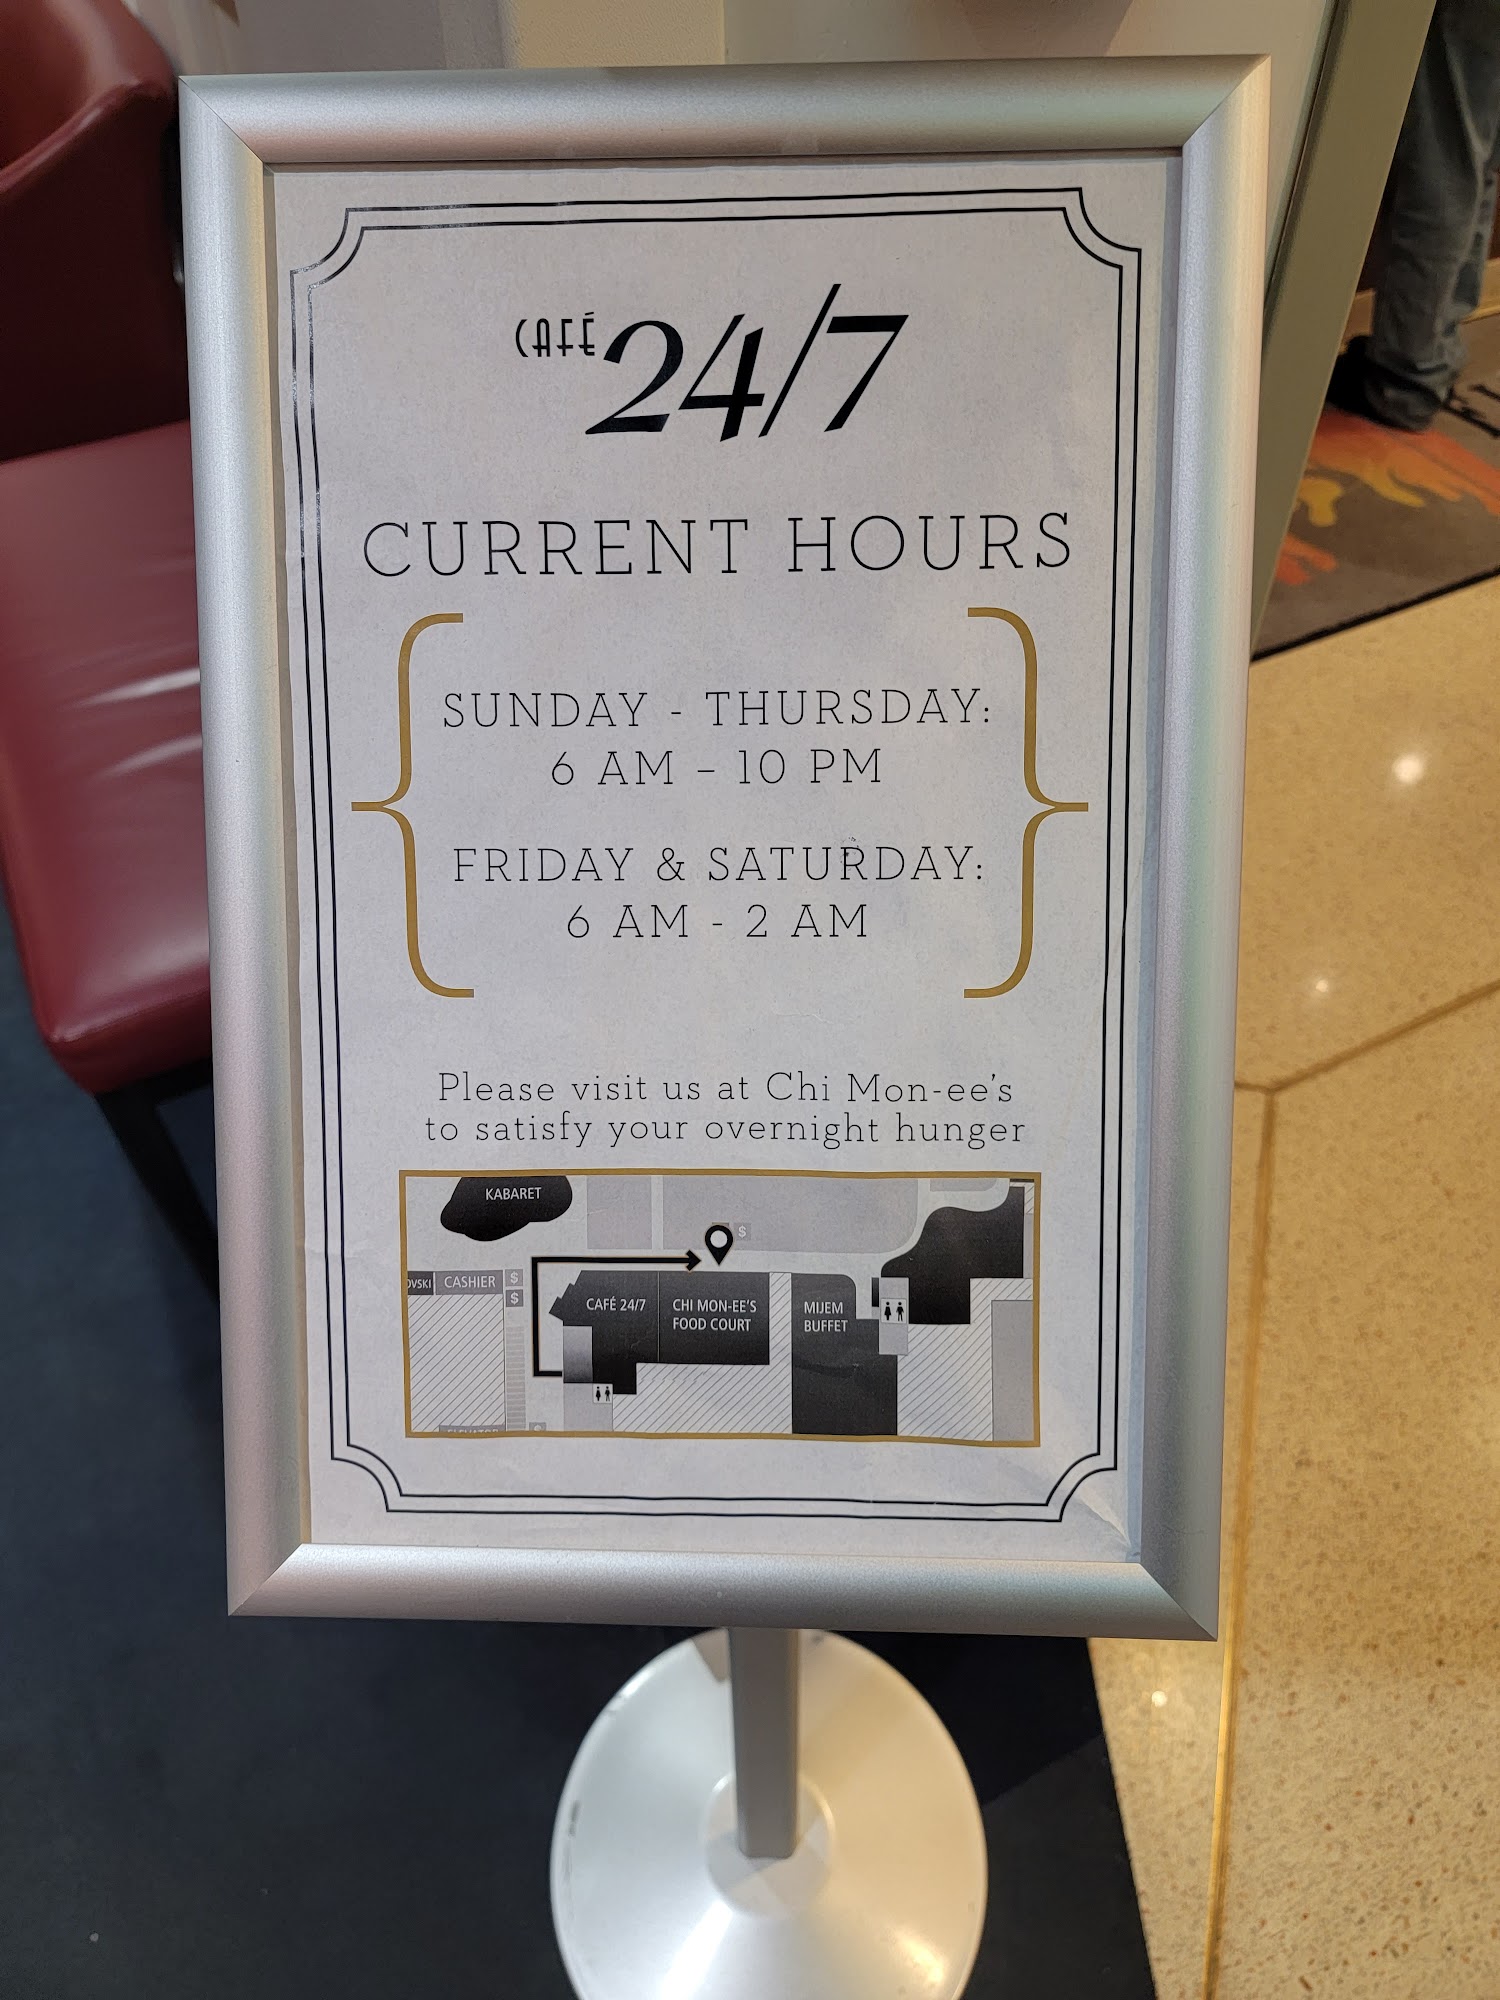 CAFÉ 24/7
CURRENT HOURS
SUNDAY - THURSDAY:
6 AM – 10 PM
FRIDAY & SATURDAY:
6 AM - 2 AM
Please visit us at Chi Mon-ee's
to satisfy your overnight hunger
KABARET
$
OVSKI CASHIER $
$
CAFÉ 24/7
CHI MON-EE'S
FOOD COURT
MIJEM
BUFFET
$